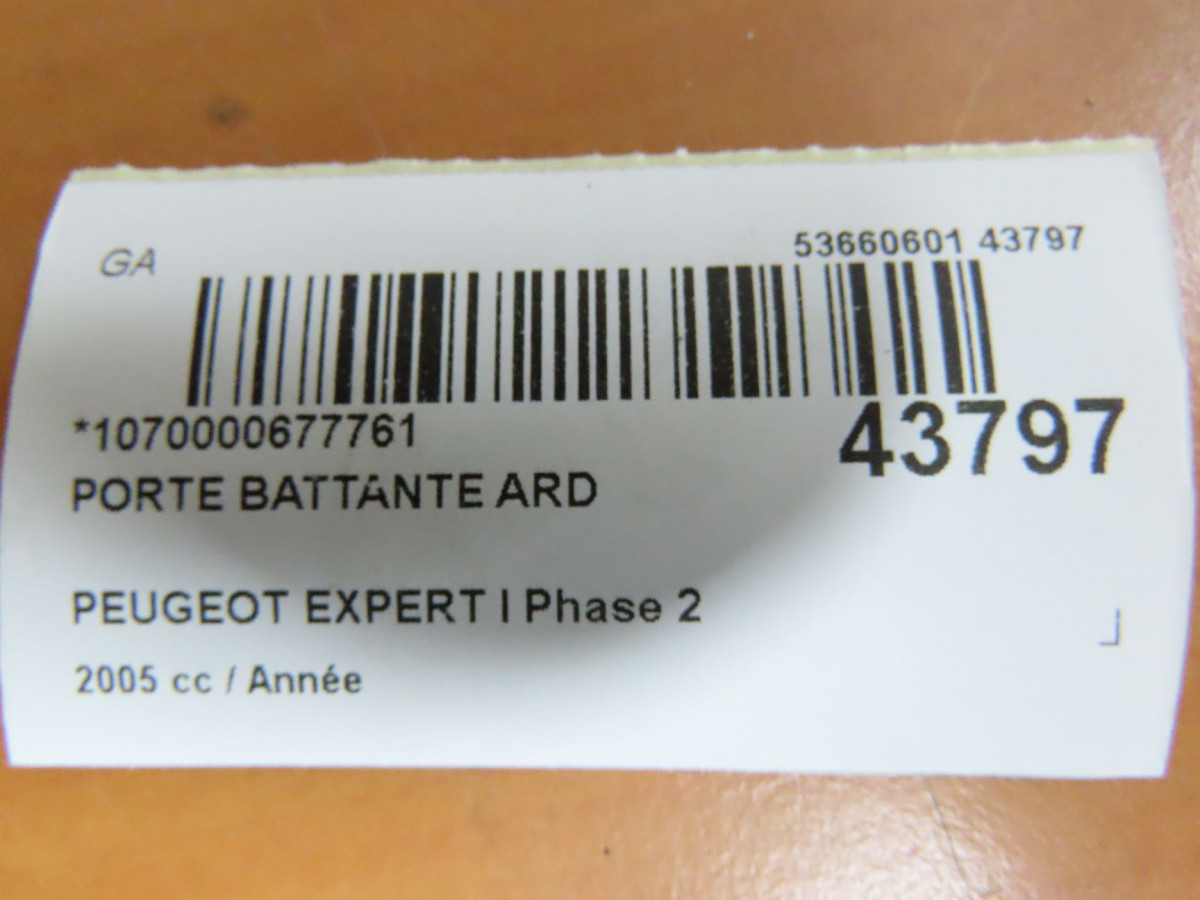 GA
53660601 43797
*1070000677761
43797
PORTE BATTANTE ARD
PEUGEOT EXPERT I Phase 2
2005 cc / Année